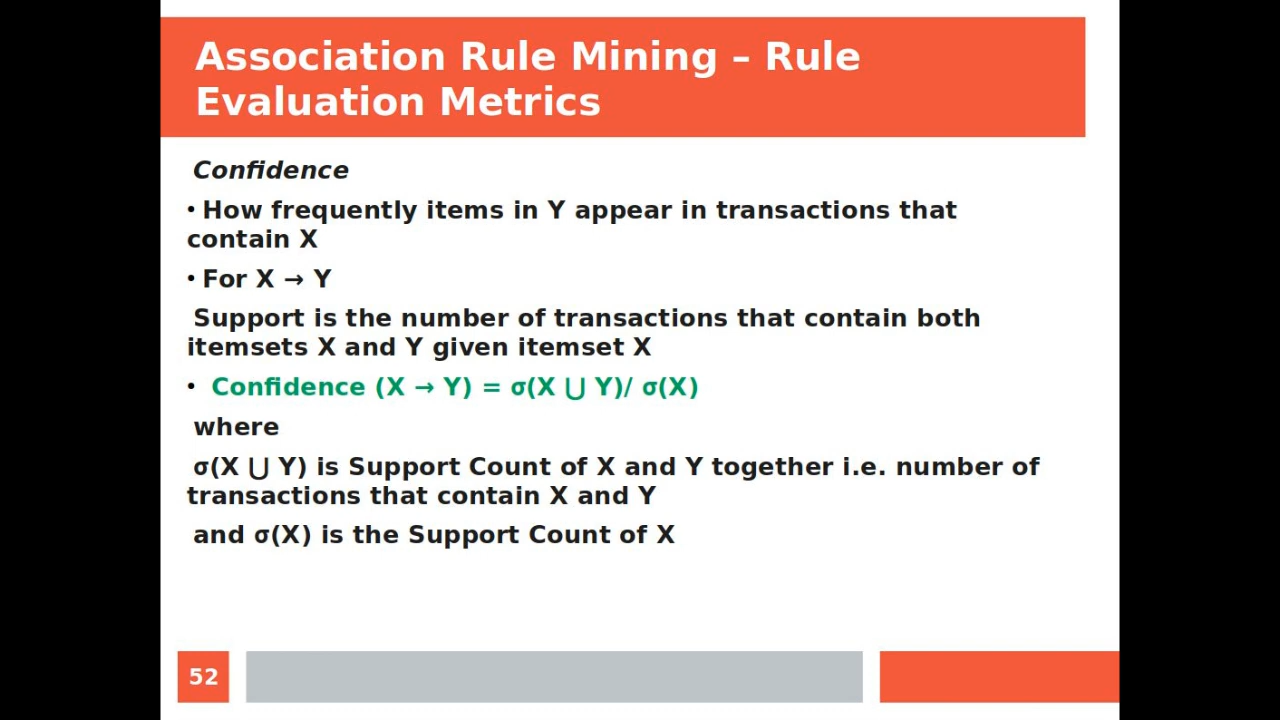 Association Rule Mining – Rule
Evaluation Metrics
Confidence
• How frequently items in Y appear in transactions that
contain X
• For X → Y
Support is the number of transactions that contain both
itemsets X and Y given itemset X
• Confidence (X → Y) = σ(X ⋃ Y)/ σ(X)
where
σ(X ⋃ Y) is Support Count of X and Y together i.e. number of
transactions that contain X and Y
and σ(X) is the Support Count of X
52